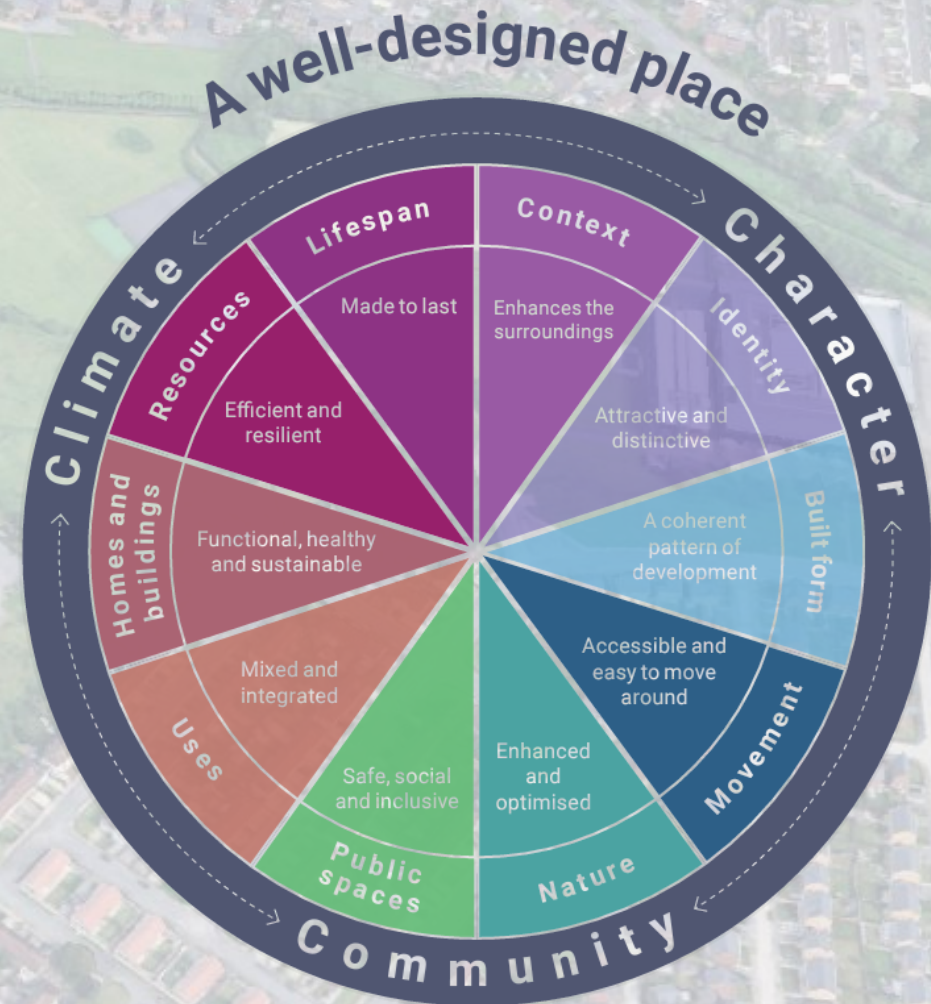 A well-designed place
Climate
Character
Community
Context
Enhances the
surroundings
Identity
Attractive and
distinctive
Built form
A coherent
pattern of
development
Movement
Accessible and
easy to move
around
Nature
Enhanced
and
optimised
Public
spaces
Safe, social
and inclusive
Uses
Mixed and
integrated
Homes and
buildings
Functional, healthy
and sustainable
Resources
Efficient and
resilient
Lifespan
Made to last